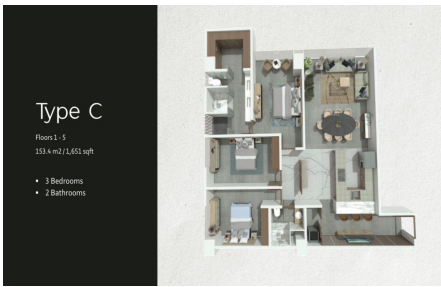 Type C
Floors 1 - 5
153.4 m2 / 1,651 sqft
• 3 Bedrooms
• 2 Bathrooms